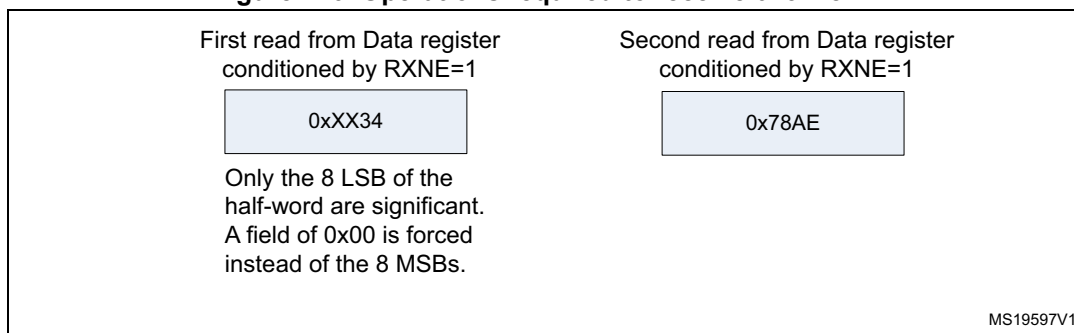 First read from Data register
conditioned by RXNE=1
0xXX34
Only the 8 LSB of the
half-word are significant.
A field of 0x00 is forced
instead of the 8 MSBs.
Second read from Data register
conditioned by RXNE=1
0x78AE
MS19597V1